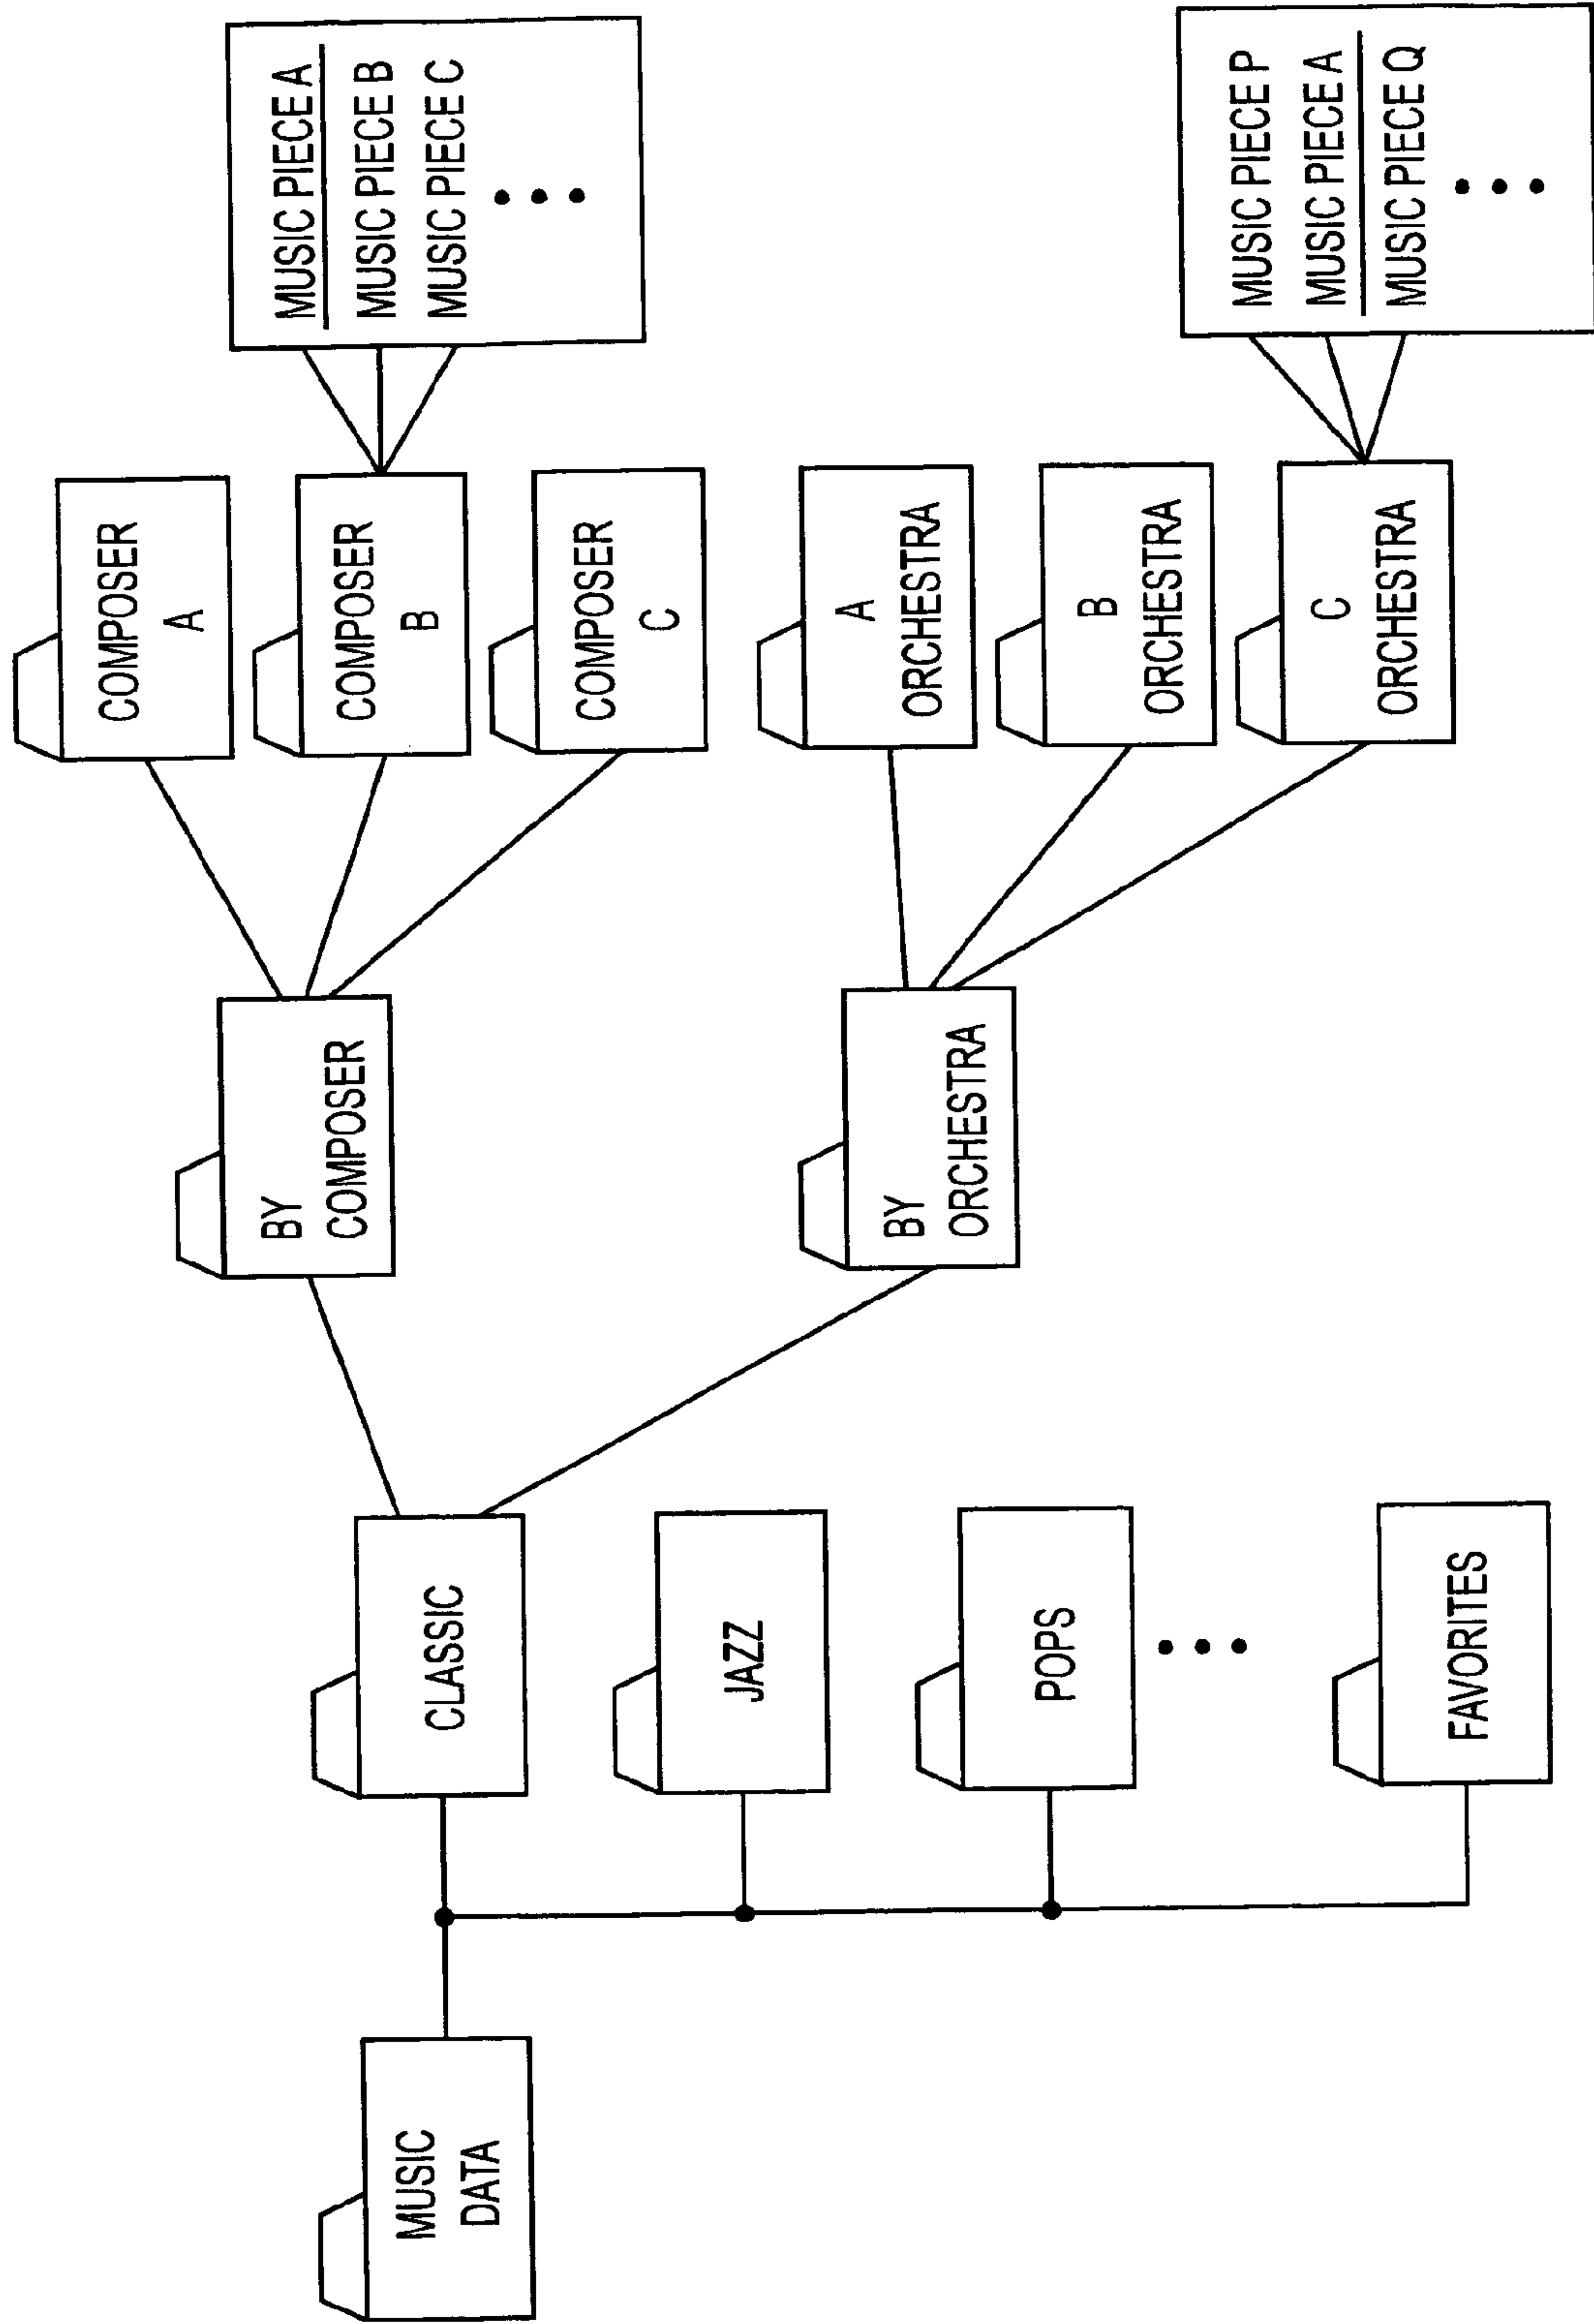 MUSIC
DATA
CLASSIC
JAZZ
POPS
FAVORITES
BY
COMPOSER
BY
ORCHESTRA
COMPOSER
A
COMPOSER
B
COMPOSER
C
A
ORCHESTRA
B
ORCHESTRA
C
ORCHESTRA
MUSIC PIECE A
MUSIC PIECE B
MUSIC PIECE C
MUSIC PIECE P
MUSIC PIECE A
MUSIC PIECE Q